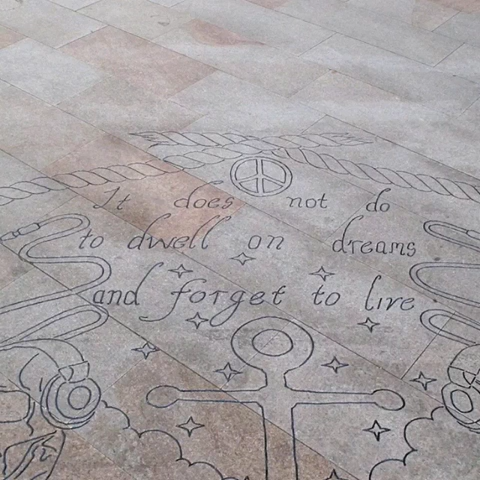 It does not do
to dwell on dreams
and forget to live